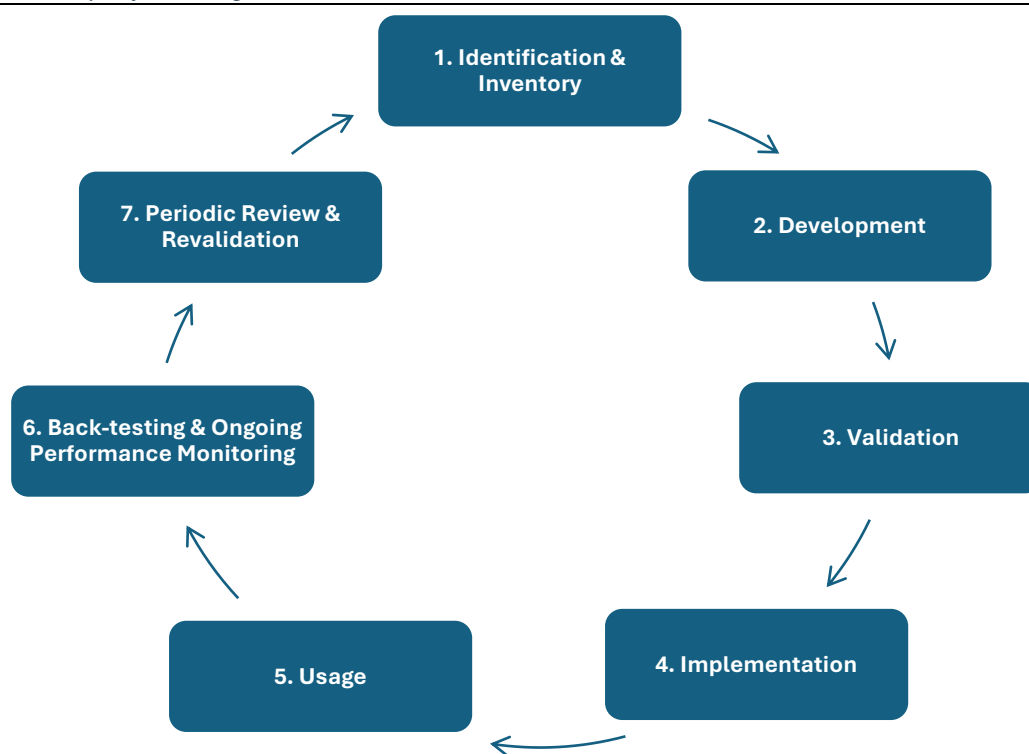 1. Identification &
Inventory
2. Development
3. Validation
4. Implementation
5. Usage
6. Back-testing & Ongoing
Performance Monitoring
7. Periodic Review &
Revalidation